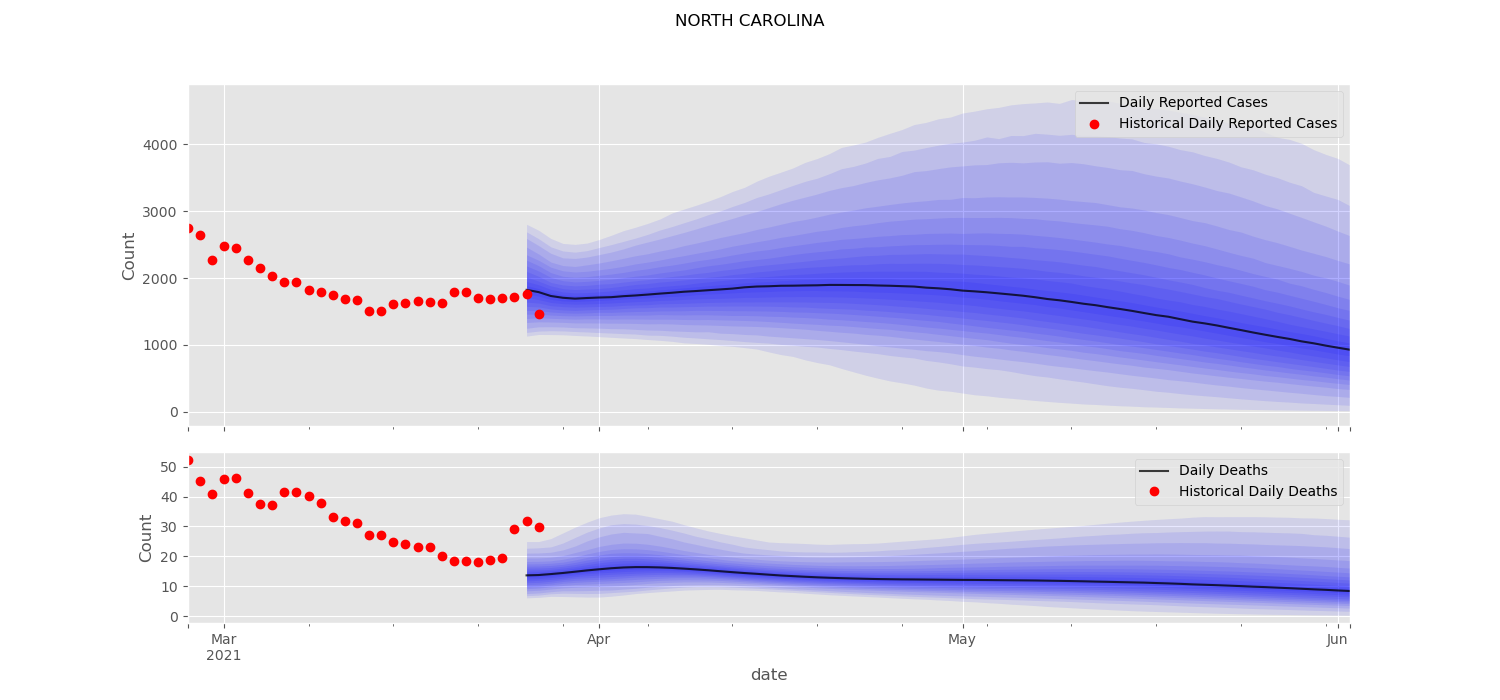 NORTH CAROLINA
Daily Reported Cases
Historical Daily Reported Cases
Count
4000
3000
2000
1000
0
Daily Deaths
Historical Daily Deaths
Count
50
40
30
20
10
0
Mar Apr May Jun
2021
date